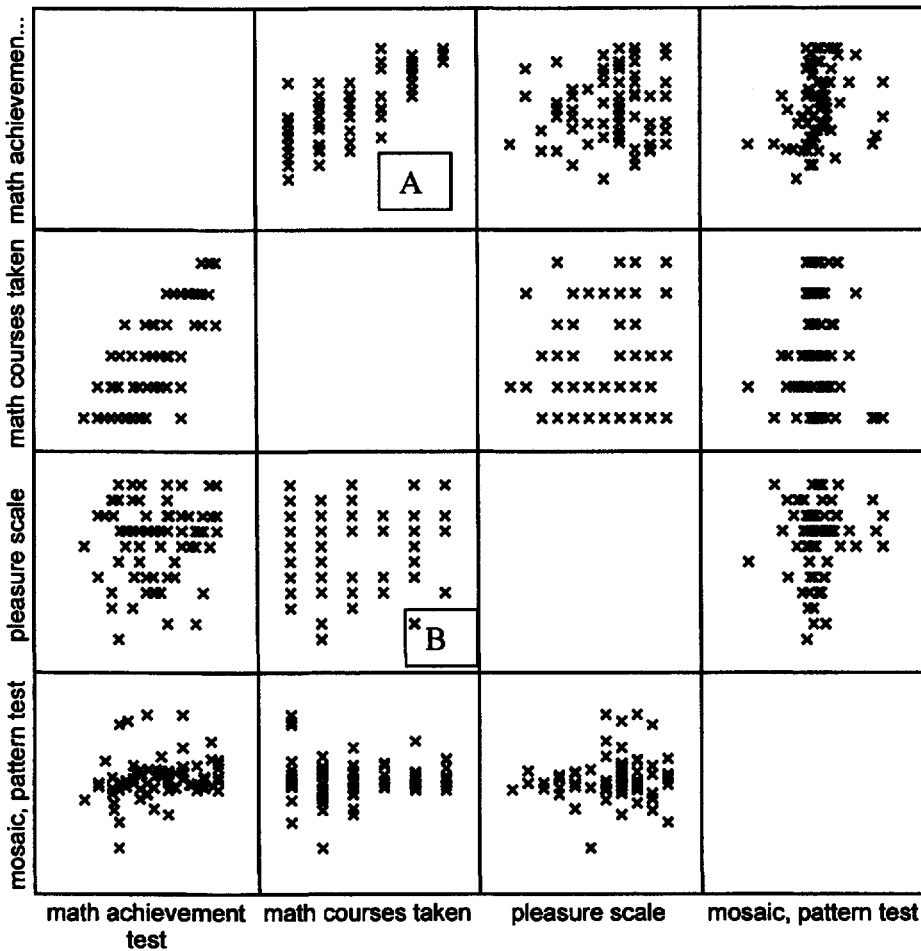 math achievemen...
A
math courses taken
pleasure scale
B
mosaic, pattern test
math achievement
test
math courses taken
pleasure scale
mosaic, pattern test